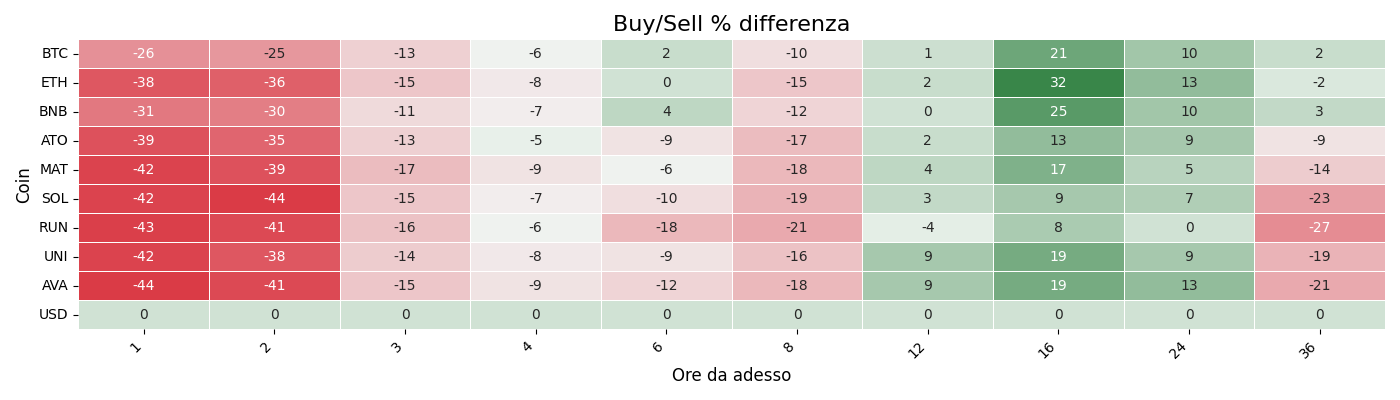 Buy/Sell % differenza
Coin
BTC -26 -25 -13 -6 2 -10 1 21 10 2
ETH -38 -36 -15 -8 0 -15 2 32 13 -2
BNB -31 -30 -11 -7 4 -12 0 25 10 3
ATO -39 -35 -13 -5 -9 -17 2 13 9 -9
MAT -42 -39 -17 -9 -6 -18 4 17 5 -14
SOL -42 -44 -15 -7 -10 -19 3 9 7 -23
RUN -43 -41 -16 -6 -18 -21 -4 8 0 -27
UNI -42 -38 -14 -8 -9 -16 9 19 9 -19
AVA -44 -41 -15 -9 -12 -18 9 19 13 -21
USD 0 0 0 0 0 0 0 0 0 0
1 2 3 4 6 8 12 16 24 36
Ore da adesso